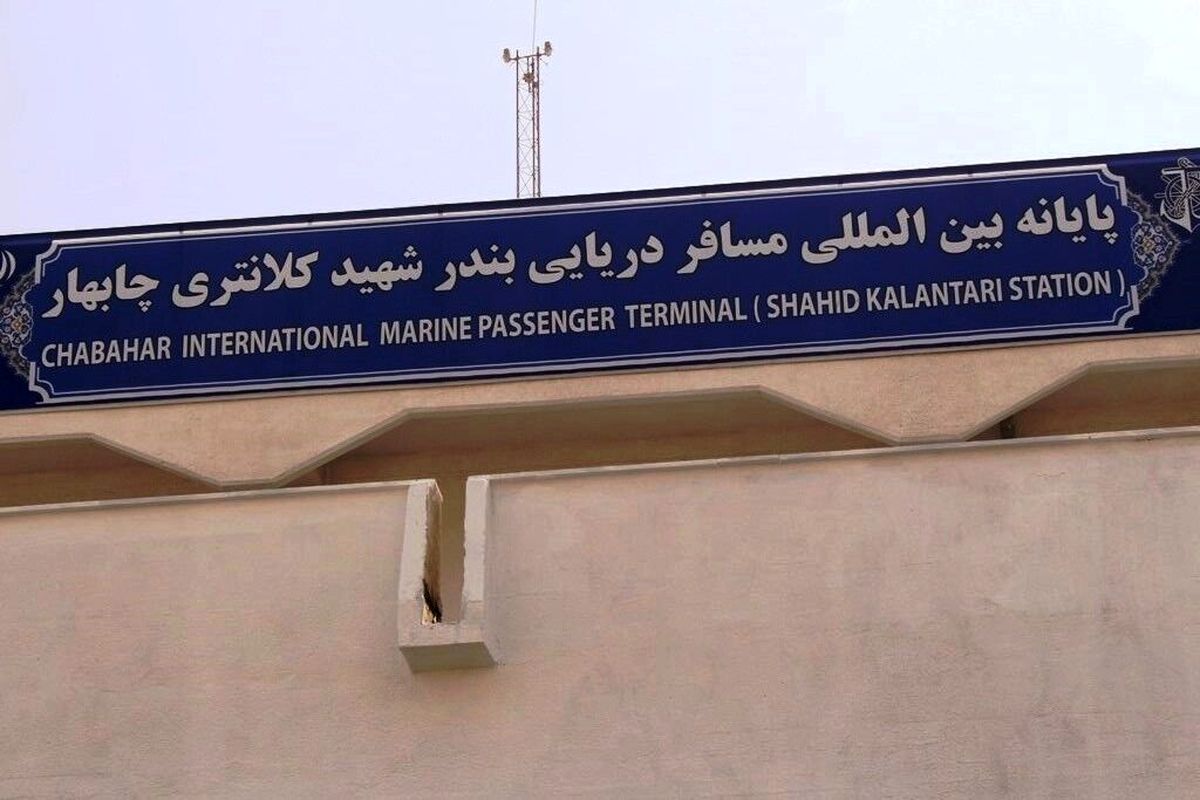 پایانه بین المللی مسافر دریایی بندر شهید کلانتری چابهار
CHABAHAR INTERNATIONAL MARINE PASSENGER TERMINAL ( SHAHID KALANTARI STATION )